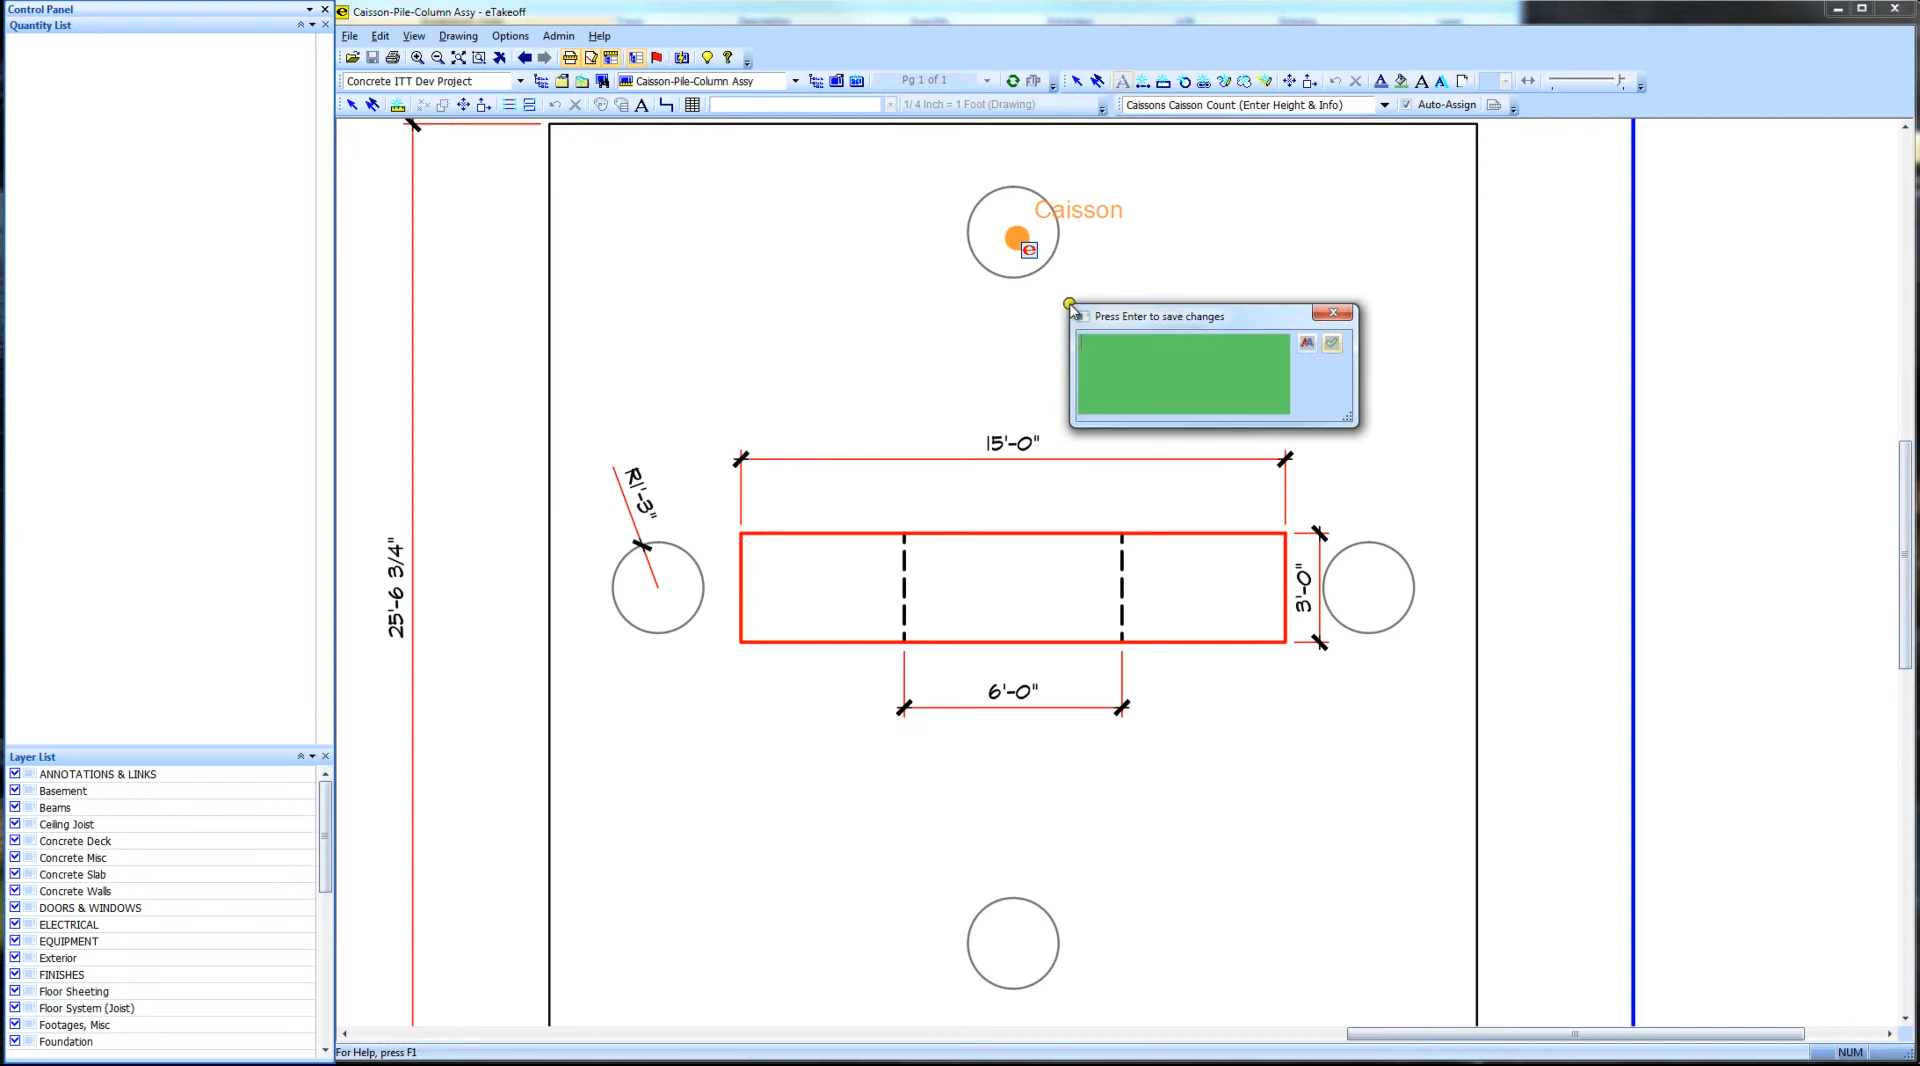 Control Panel
Quantity List
Caisson-Pile-Column Assy - eTakeoff
File Edit View Drawing Options Admin Help
Concrete ITT Dev Project
Caisson-Pile-Column Assy
Pg 1 of 1
1/ 4 Inch = 1 Foot (Drawing)
Caissons Caisson Count (Enter Height & Info)
Auto-Assign
Caisson
Press Enter to save changes
15'-0"
R1'-3"
25'-6 3/4"
3'-0"
6'-0"
Layer List
ANNOTATIONS & LINKS
Basement
Beams
Ceiling Joist
Concrete Deck
Concrete Misc
Concrete Slab
Concrete Walls
DOORS & WINDOWS
ELECTRICAL
EQUIPMENT
Exterior
FINISHES
Floor Sheeting
Floor System (Joist)
Footages, Misc
Foundation
For Help, press F1
NUM